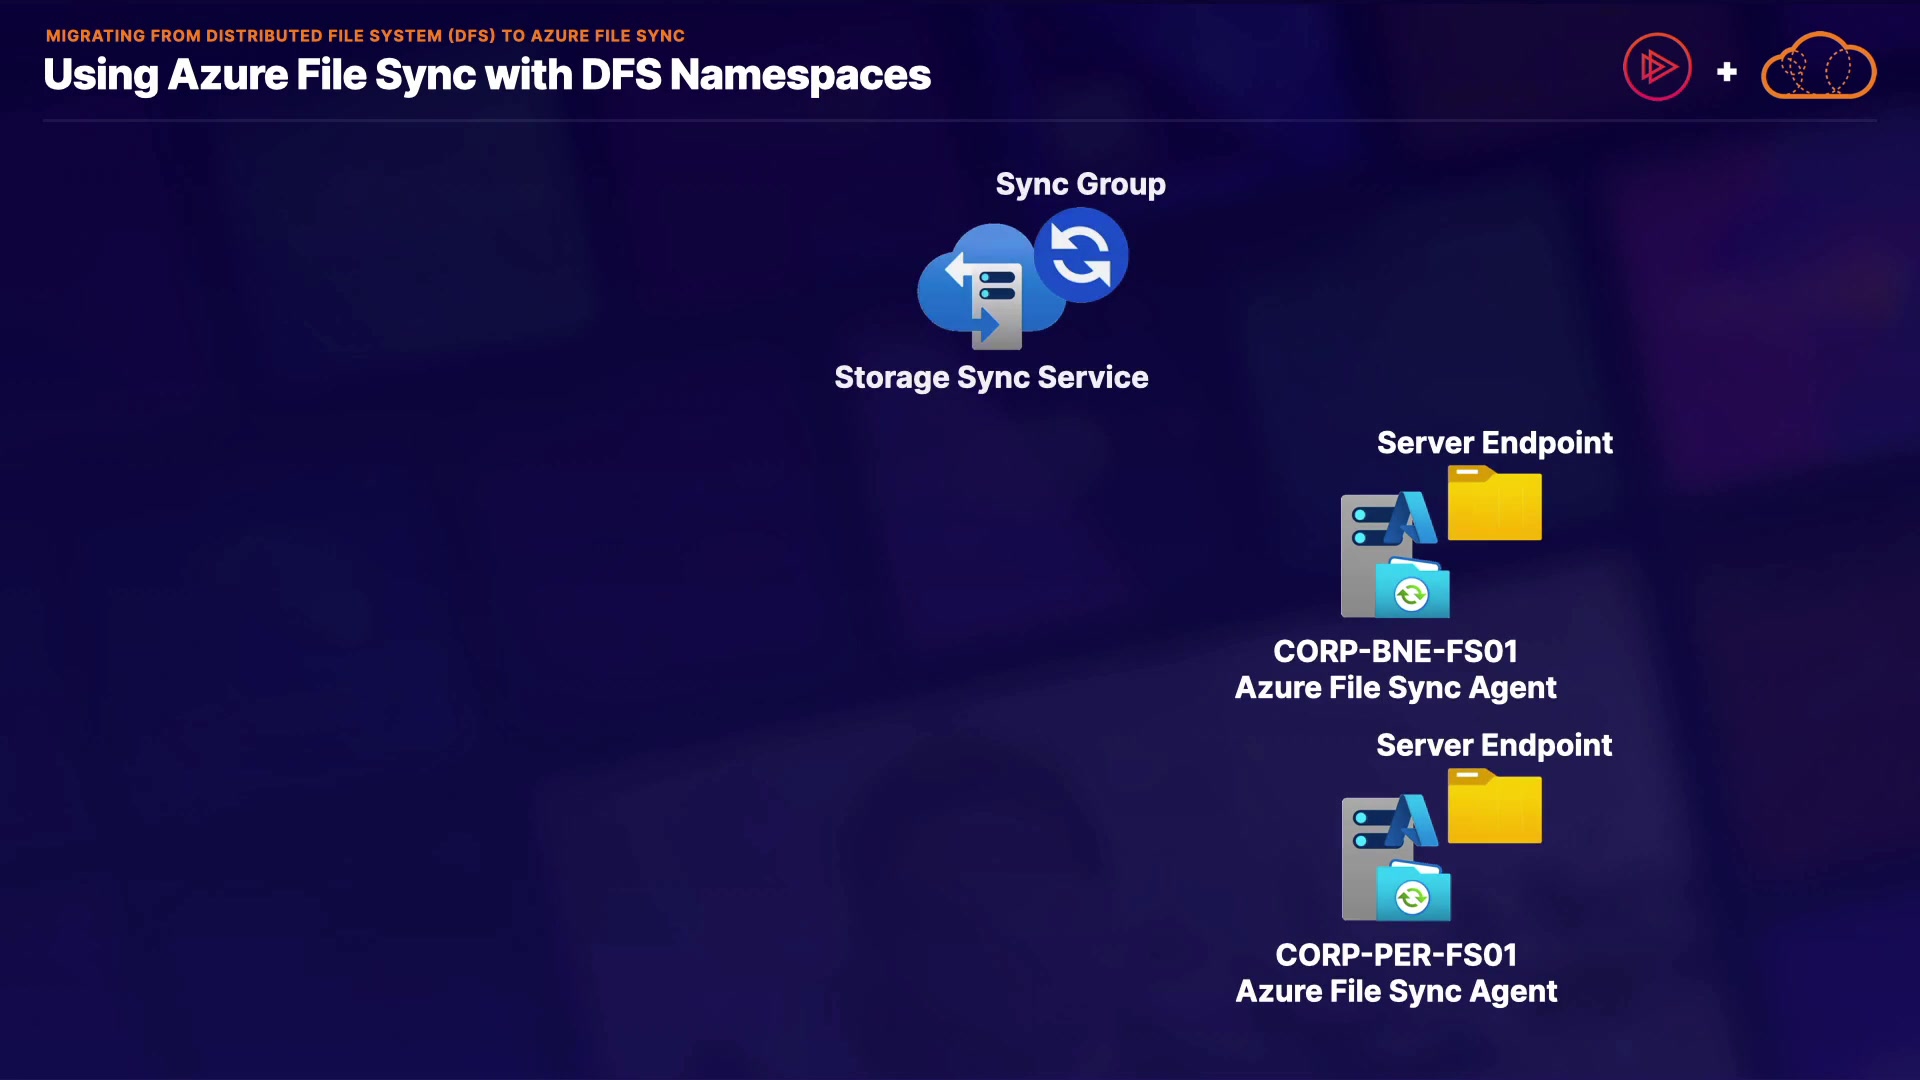 MIGRATING FROM DISTRIBUTED FILE SYSTEM (DFS) TO AZURE FILE SYNC
Using Azure File Sync with DFS Namespaces
Sync Group
Storage Sync Service
Server Endpoint
CORP-BNE-FS01
Azure File Sync Agent
Server Endpoint
CORP-PER-FS01
Azure File Sync Agent